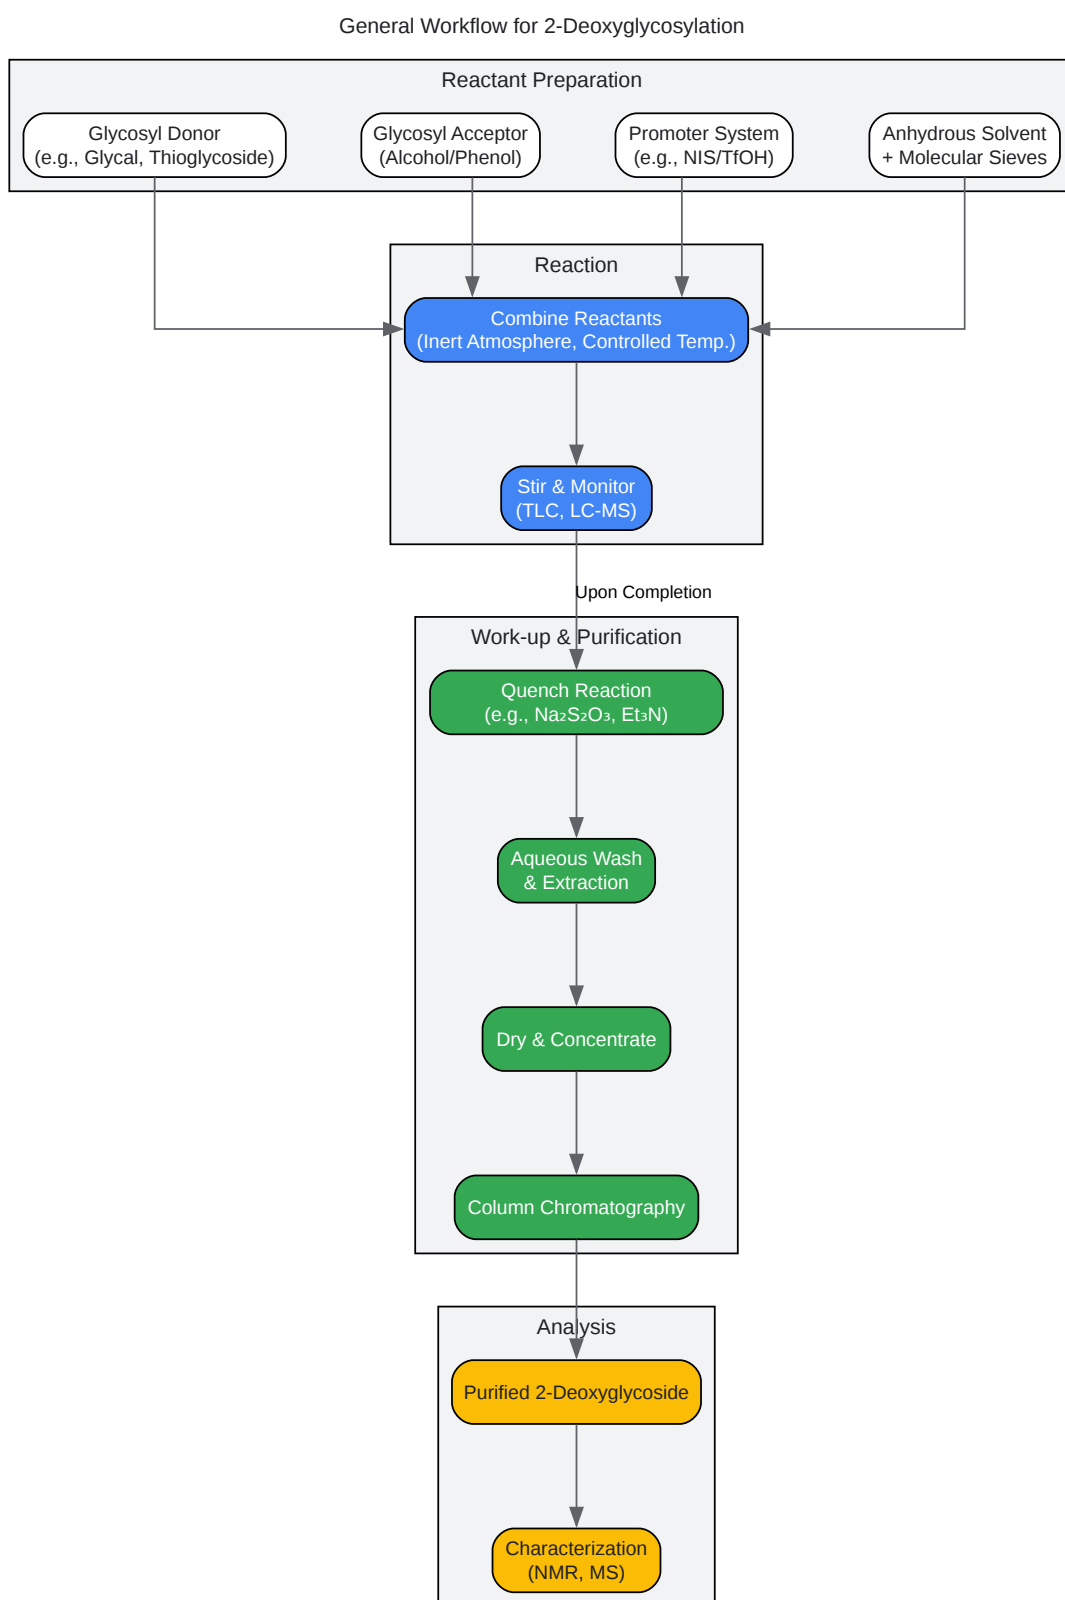 General Workflow for 2-Deoxyglycosylation
Reactant Preparation
Glycosyl Donor
(e.g., Glycal, Thioglycoside)
Glycosyl Acceptor
(Alcohol/Phenol)
Promoter System
(e.g., NIS/TfOH)
Anhydrous Solvent
+ Molecular Sieves
Reaction
Combine Reactants
(Inert Atmosphere, Controlled Temp.)
Stir & Monitor
(TLC, LC-MS)
Upon Completion
Work-up & Purification
Quench Reaction
(e.g., Na₂S₂O₃, Et₃N)
Aqueous Wash
& Extraction
Dry & Concentrate
Column Chromatography
Analysis
Purified 2-Deoxyglycoside
Characterization
(NMR, MS)